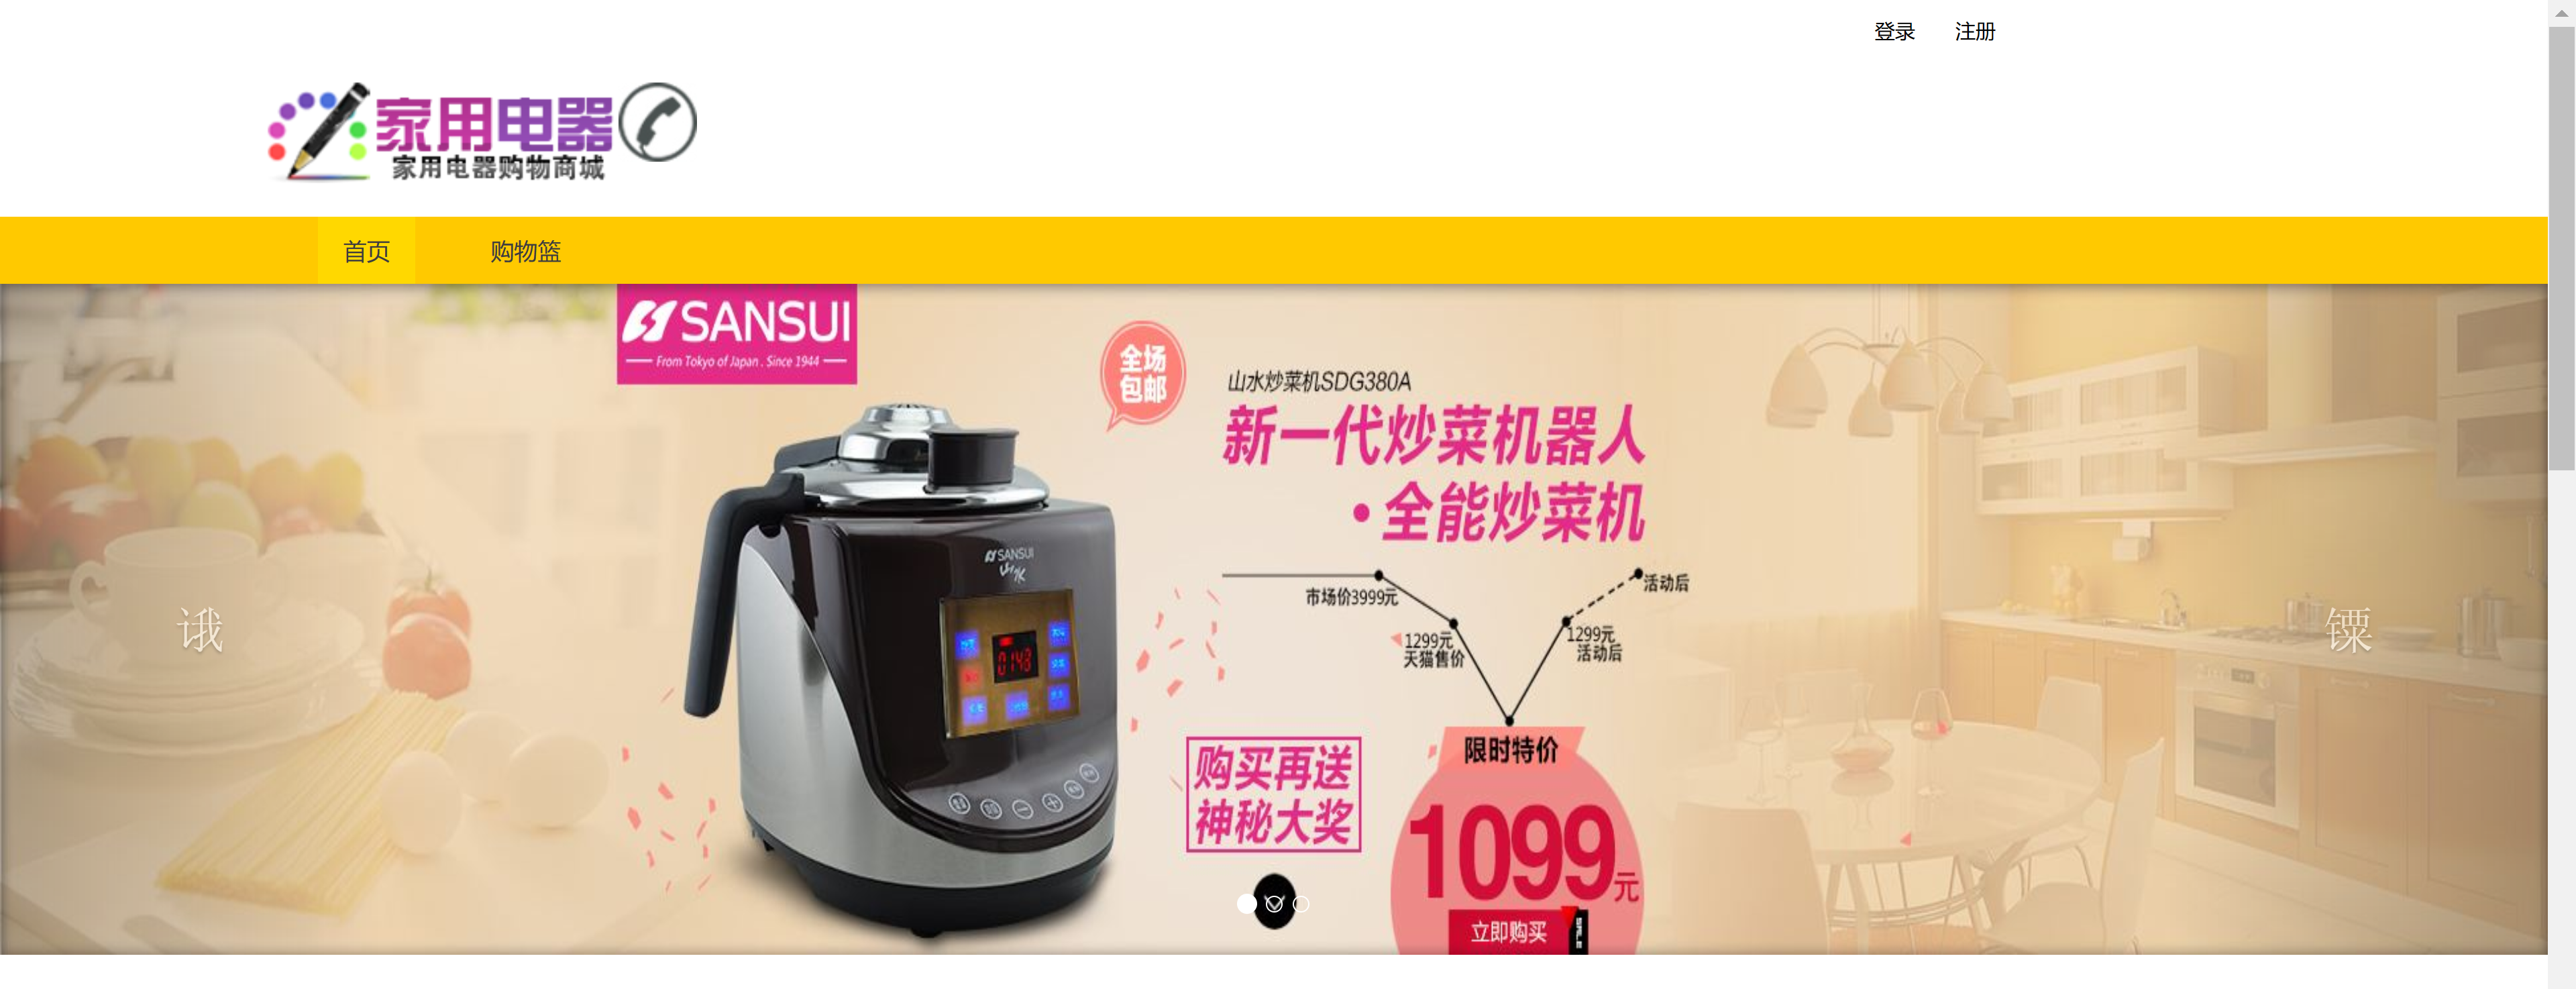 登录 注册
家用电器
家用电器购物商城
首页 购物篮
SANSUI
From Tokyo of Japan . Since 1944
全场
包邮
山水炒菜机SDG380A
新一代炒菜机器人
•全能炒菜机
市场价3999元
1299元
天猫售价
1299元
活动后
活动后
SANSUI
山水
0148
诶
镖
购买再送
神秘大奖
限时特价
1099元
立即购买